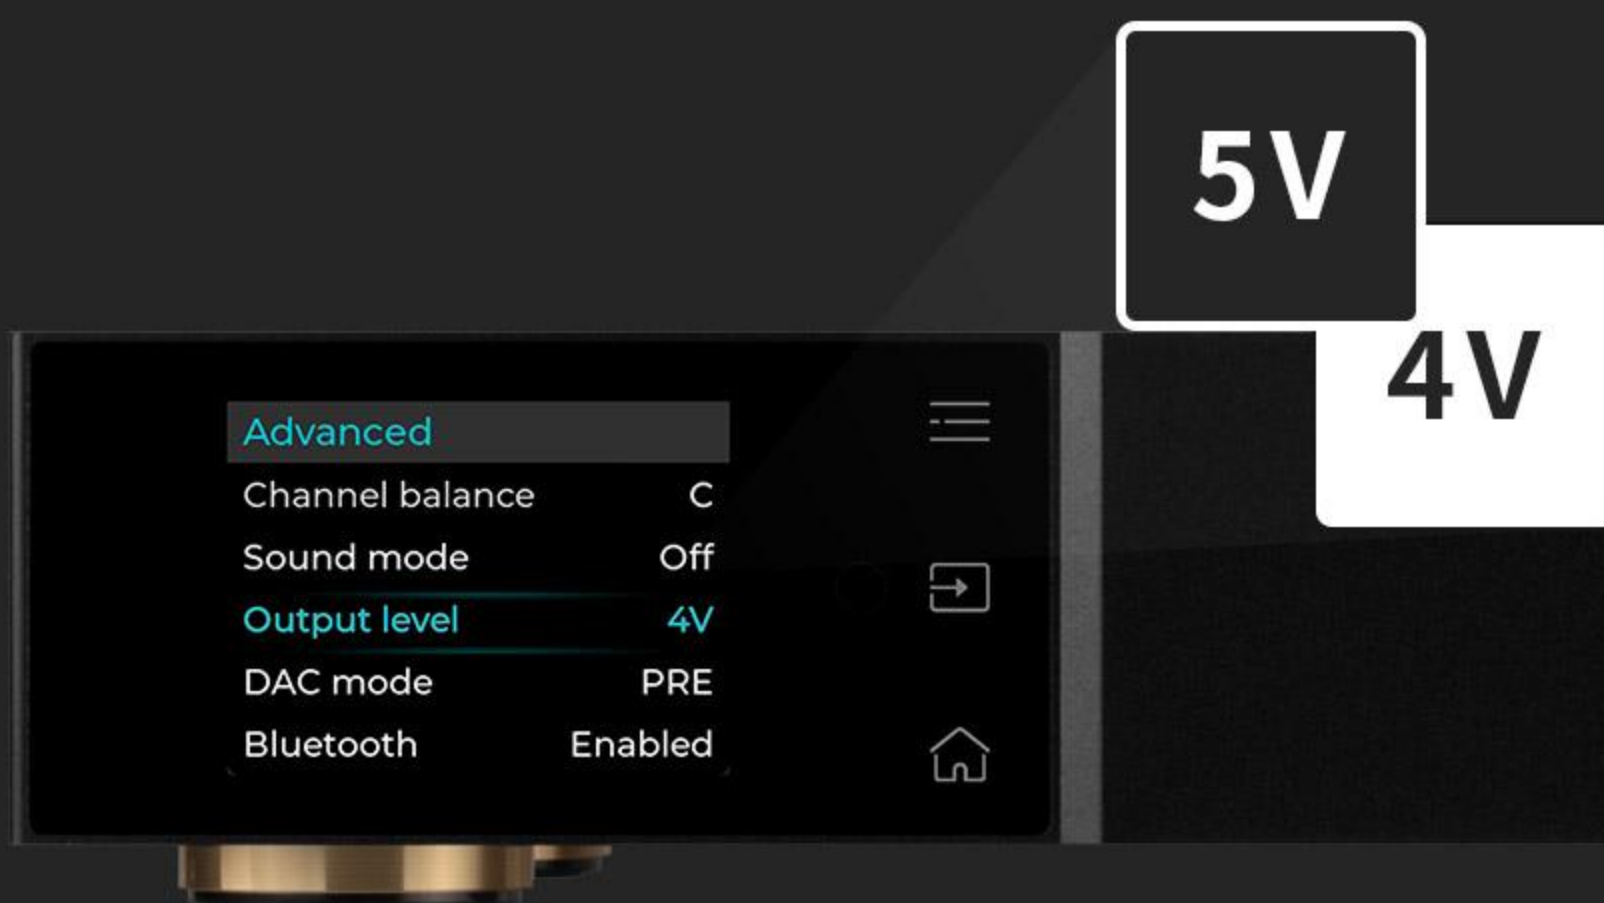 5V
4V
Advanced
Channel balance C
Sound mode Off
Output level 4V
DAC mode PRE
Bluetooth Enabled